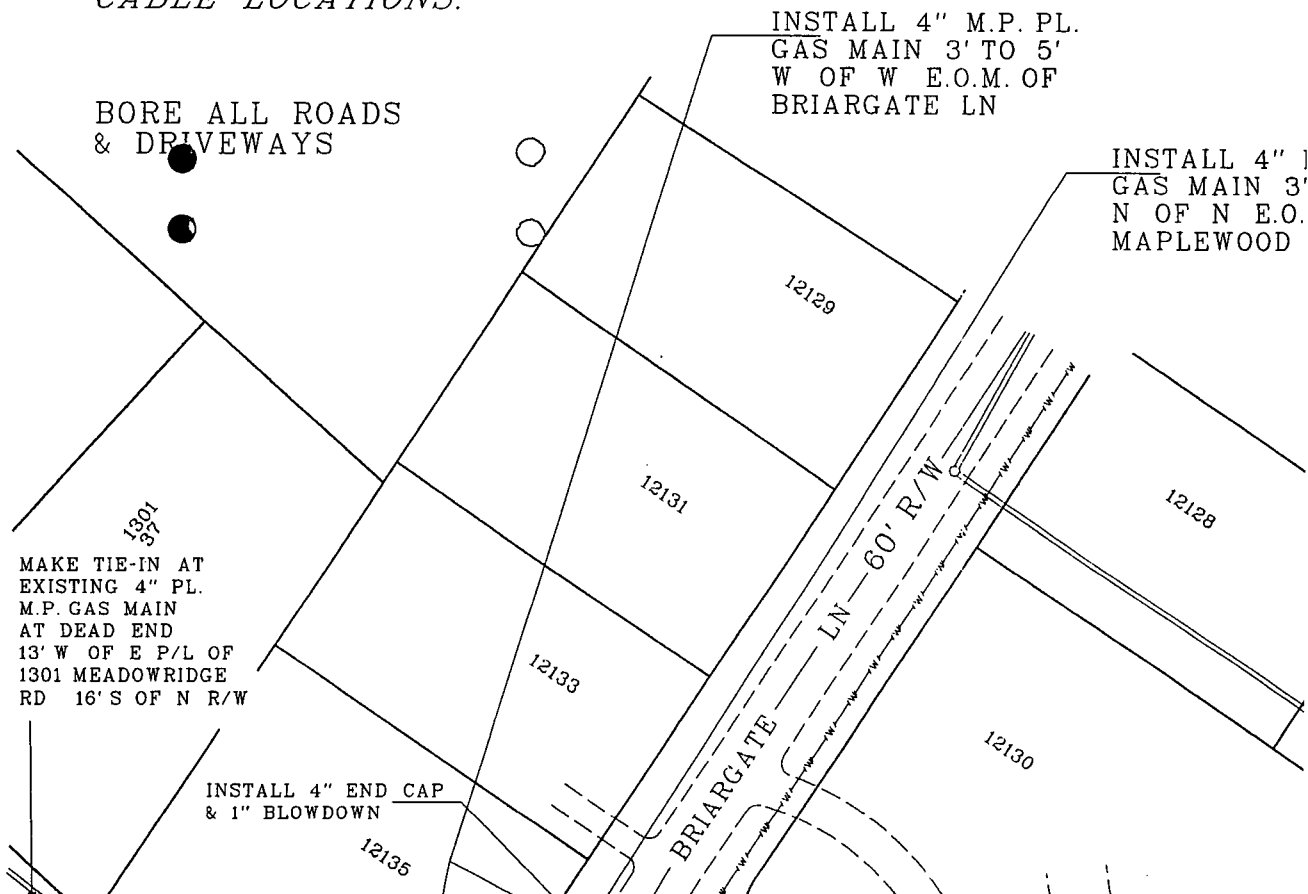 CABLE LOCATIONS.
INSTALL 4" M.P. PL.
GAS MAIN 3' TO 5'
W OF W E.O.M. OF
BRIARGATE LN
BORE ALL ROADS
& DRIVEWAYS
INSTALL 4"
GAS MAIN 3'
N OF N E.O.
MAPLEWOOD
12129
12131
12128
1301
37
60' R/W
LN
BRIARGATE
MAKE TIE-IN AT
EXISTING 4" PL.
M.P. GAS MAIN
AT DEAD END
13' W OF E P/L OF
1301 MEADOWRIDGE
RD 16' S OF N R/W
12133
12130
INSTALL 4" END CAP
& 1" BLOWDOWN
12135
W
W
W
W
W
W
W
W
W
W
W
W
W